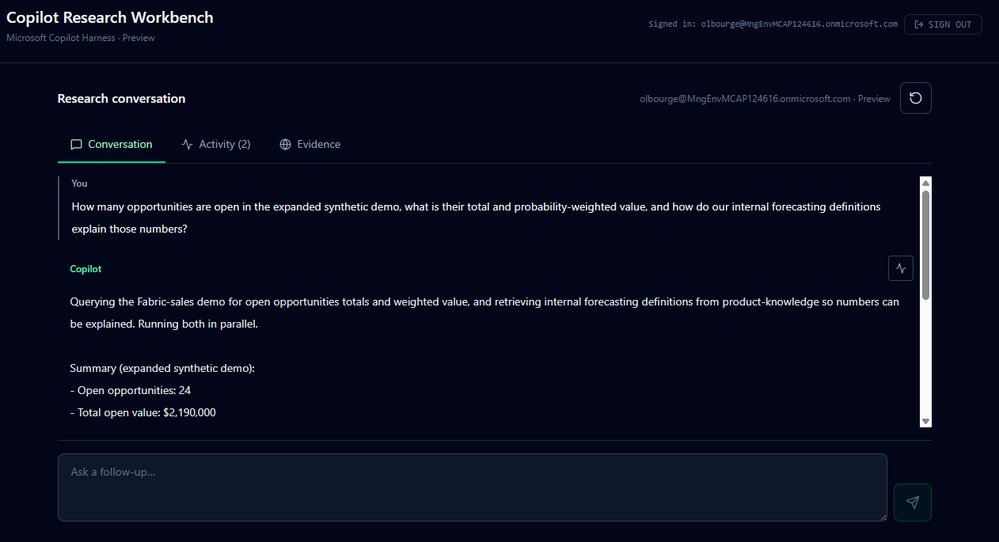 Copilot Research Workbench
Microsoft Copilot Harness · Preview
Signed in: olbourge@MngEnvMCAP124616.onmicrosoft.com
SIGN OUT
Research conversation
olbourge@MngEnvMCAP124616.onmicrosoft.com · Preview
Conversation
Activity (2)
Evidence
You
How many opportunities are open in the expanded synthetic demo, what is their total and probability-weighted value, and how do our internal forecasting definitions
explain those numbers?
Copilot
Querying the Fabric-sales demo for open opportunities totals and weighted value, and retrieving internal forecasting definitions from product-knowledge so numbers can
be explained. Running both in parallel.
Summary (expanded synthetic demo):
- Open opportunities: 24
- Total open value: $2,190,000
Ask a follow-up...